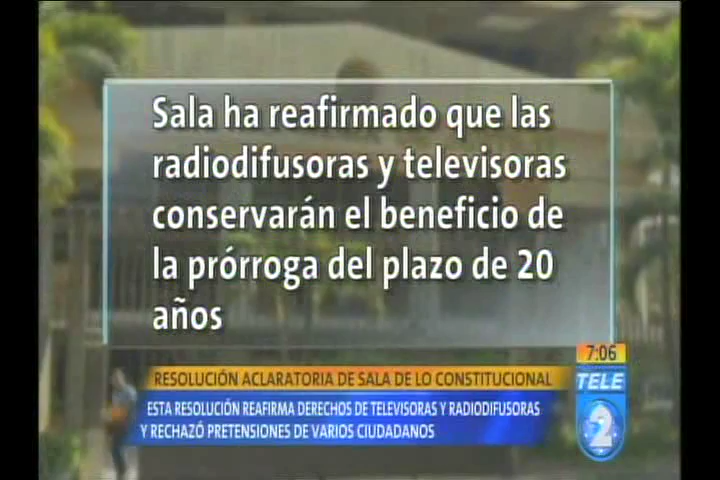 Sala ha reafirmado que las
radiodifusoras y televisoras
conservarán el beneficio de
la prórroga del plazo de 20
años
7:06
RESOLUCIÓN ACLARATORIA DE SALA DE LO CONSTITUCIONAL
TELE
2
ESTA RESOLUCIÓN REAFIRMA DERECHOS DE TELEVISORAS Y RADIODIFUSORAS
Y RECHAZÓ PRETENSIONES DE VARIOS CIUDADANOS